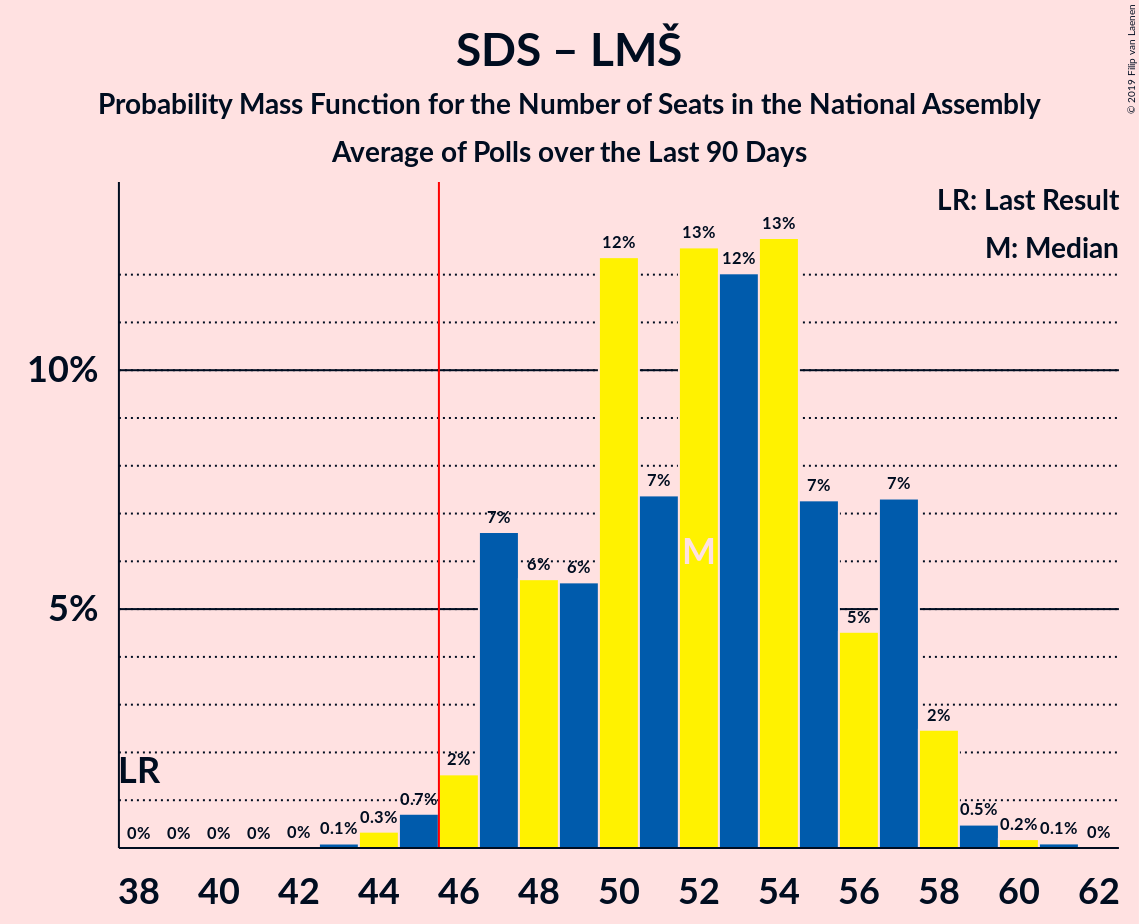 SDS – LMŠ
Probability Mass Function for the Number of Seats in the National Assembly
Average of Polls over the Last 90 Days
© 2019 Filip van Laenen
LR: Last Result
M: Median
13%
13%
12%
12%
10%
7%
7%
7%
7%
M
6%
6%
5%
5%
2%
LR
2%
0.7%
0.5%
0.3%
0.2%
0% 0% 0% 0% 0% 0.1%
0.1% 0%
38 40 42 44 46 48 50 52 54 56 58 60 62